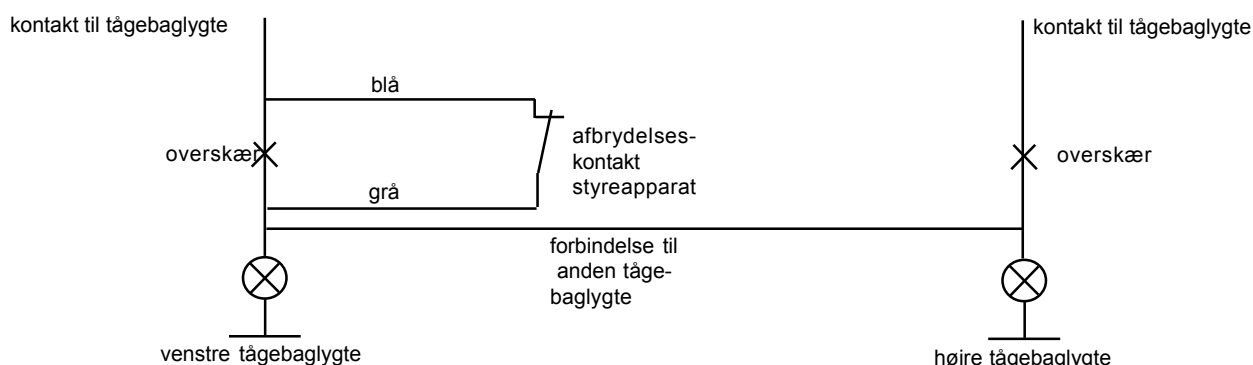 kontakt til tågebaglygte
kontakt til tågebaglygte
blå
afbrydelses-
kontakt
styreapparat
overskær
overskær
grå
forbindelse til
anden tåge-
baglygte
venstre tågebaglygte
højre tågebaglygte